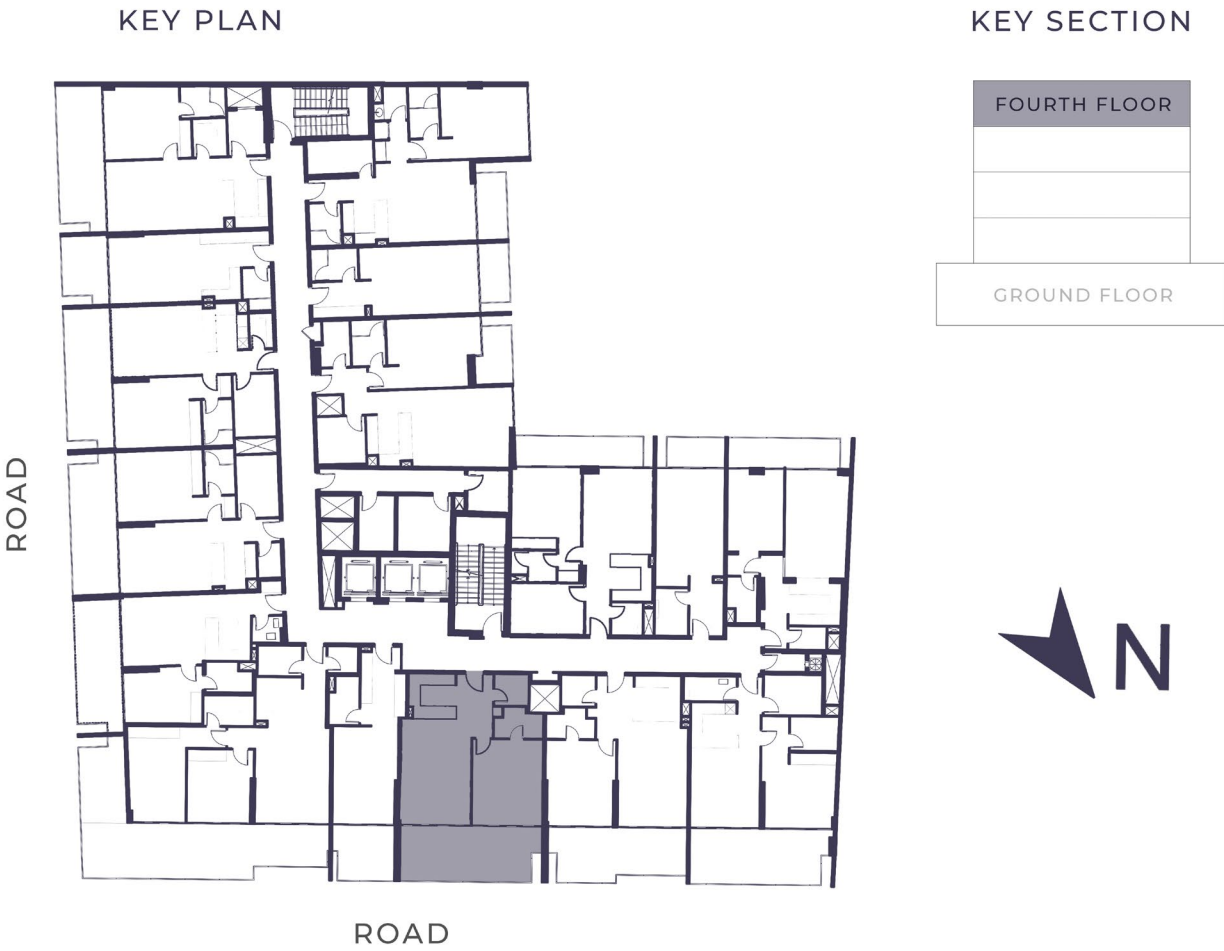 KEY PLAN
KEY SECTION
FOURTH FLOOR
GROUND FLOOR
ROAD
N
ROAD